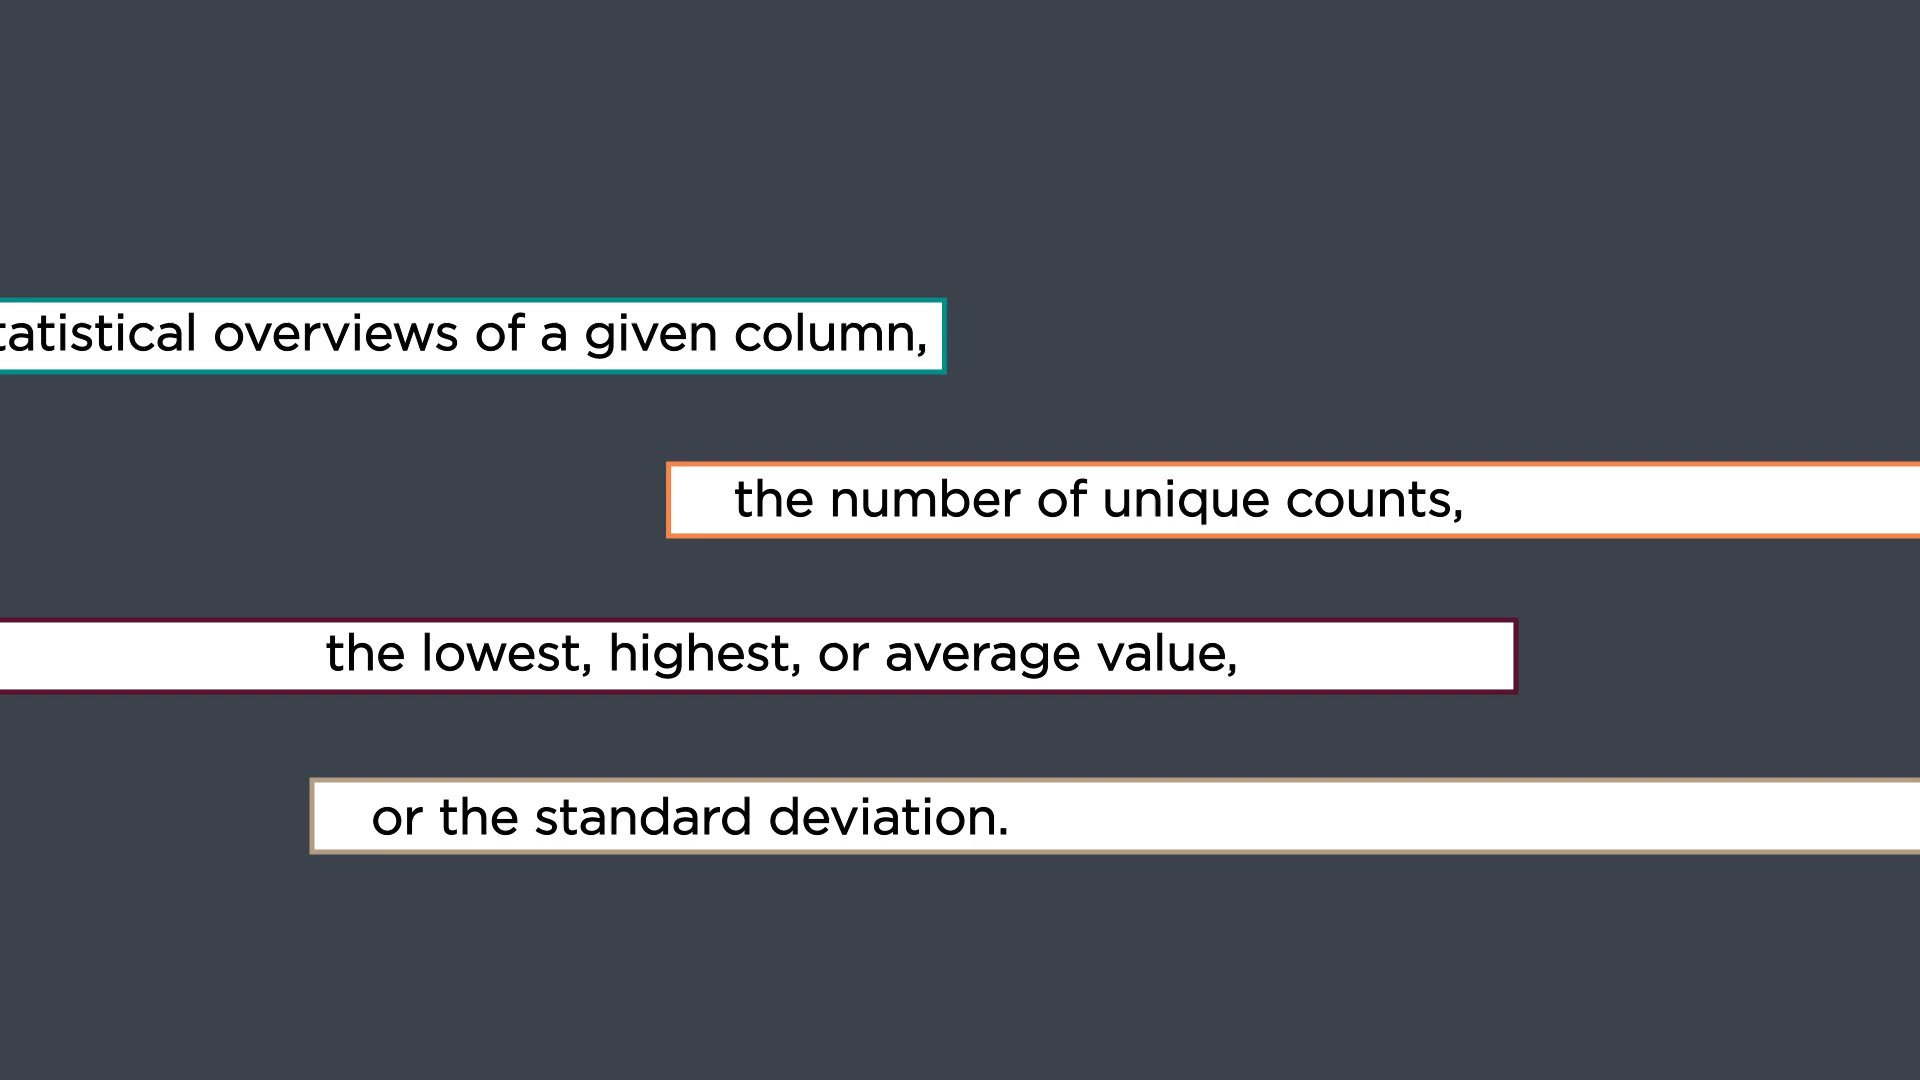 tatistical overviews of a given column,
the number of unique counts,
the lowest, highest, or average value,
or the standard deviation.